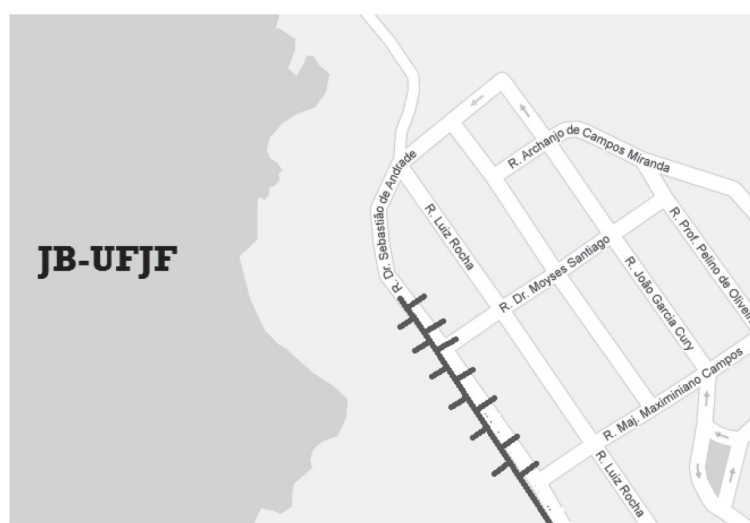 R. Archanjo de Campos Miranda
R. Dr. Sebastião de Andrade
R. Luiz Rocha
JB-UFJF
R. Dr. Moyses Santiago
R. Prof. Pelino de Oliveira
R. João Garcia Cury
R. Maj. Maximiniano Campos
R. Luiz Rocha